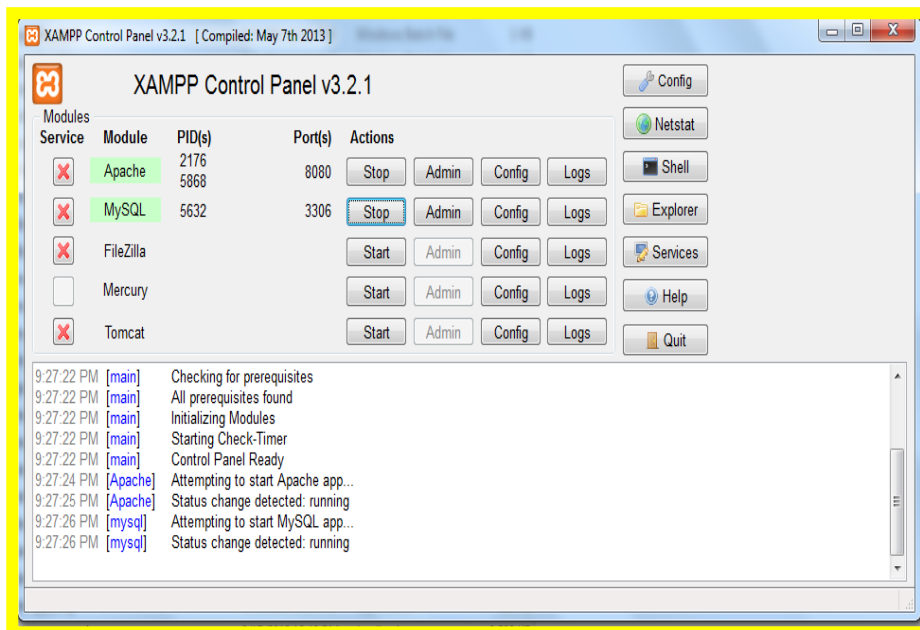 XAMPP Control Panel v3.2.1 [ Compiled: May 7th 2013 ]
XAMPP Control Panel v3.2.1
Config
Modules
Netstat
Service Module PID(s) Port(s) Actions
Apache 2176 5868 8080 Stop Admin Config Logs
Shell
MySQL 5632 3306 Stop Admin Config Logs
Explorer
FileZilla Start Admin Config Logs
Services
Mercury Start Admin Config Logs
Help
Tomcat Start Admin Config Logs
Quit
9:27:22 PM [main] Checking for prerequisites
9:27:22 PM [main] All prerequisites found
9:27:22 PM [main] Initializing Modules
9:27:22 PM [main] Starting Check-Timer
9:27:22 PM [main] Control Panel Ready
9:27:24 PM [Apache] Attempting to start Apache app...
9:27:25 PM [Apache] Status change detected: running
9:27:26 PM [mysql] Attempting to start MySQL app...
9:27:26 PM [mysql] Status change detected: running